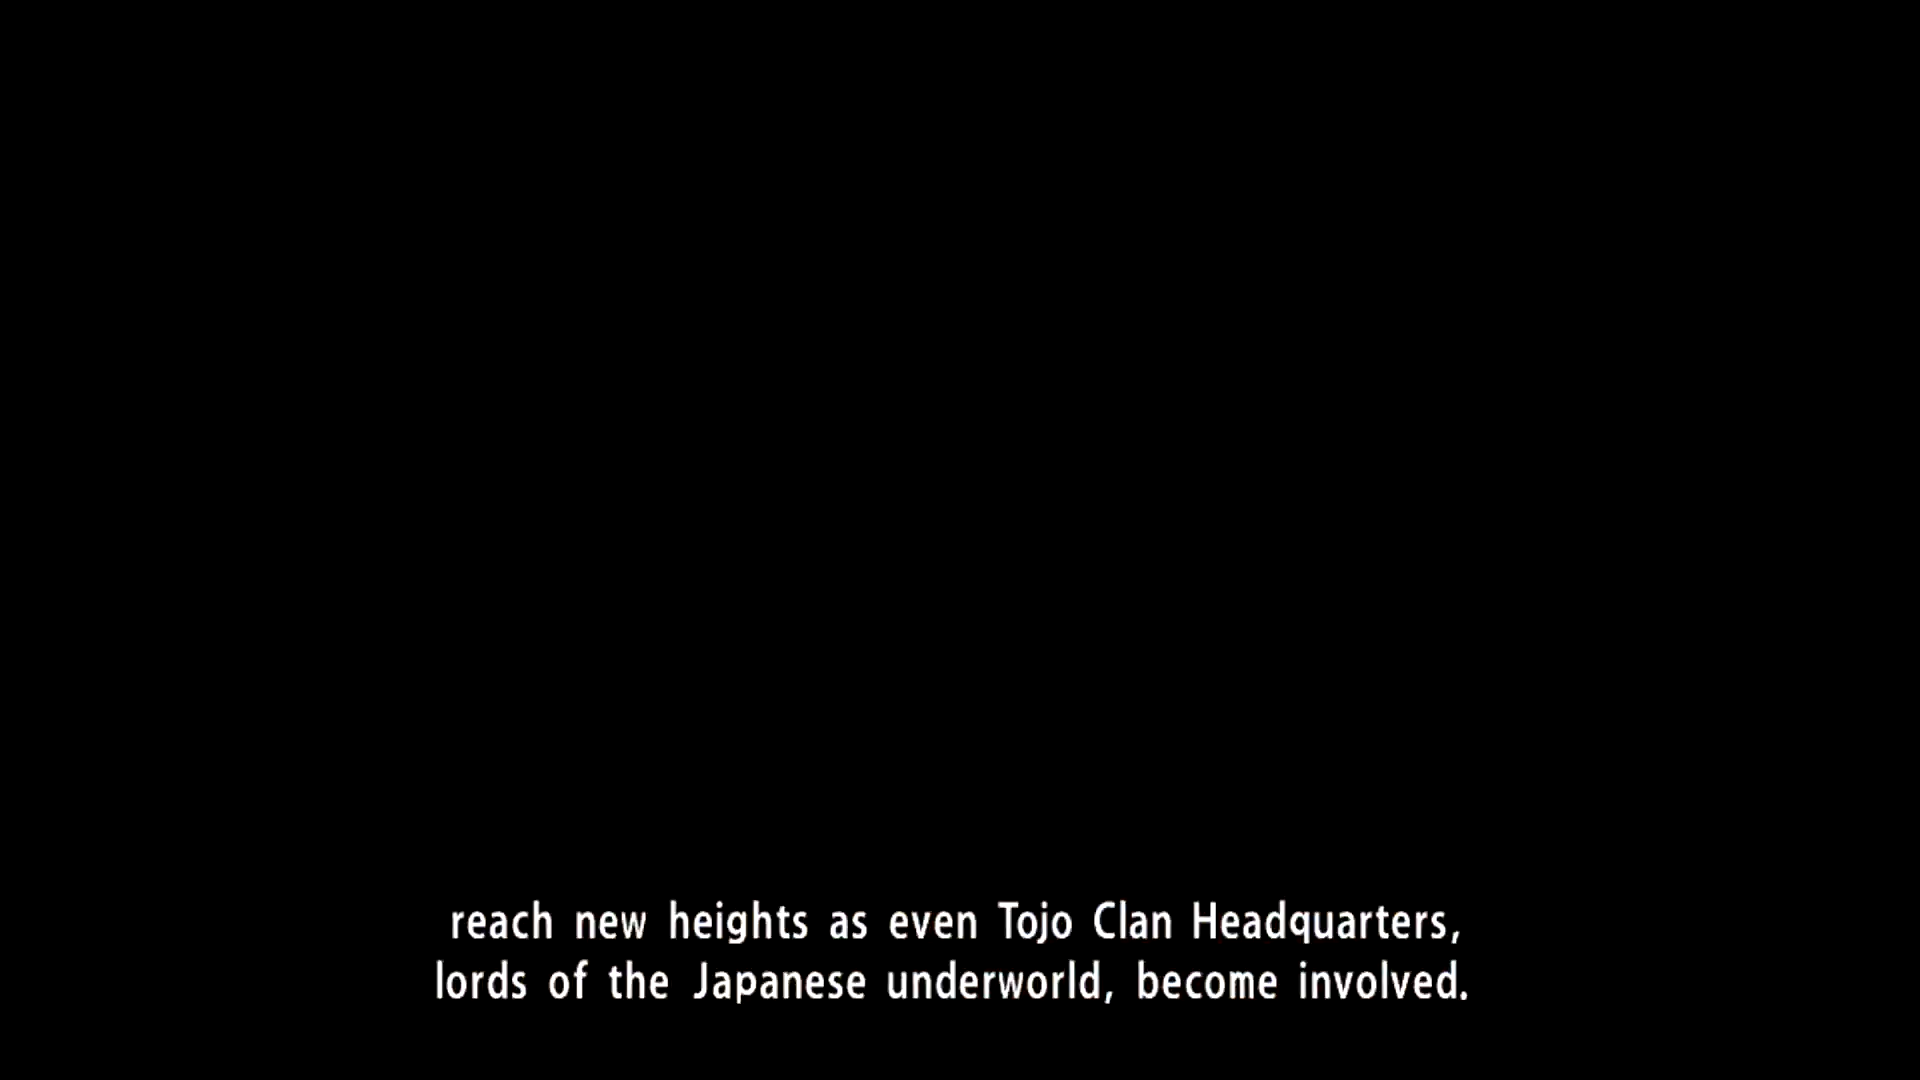 reach new heights as even Tojo Clan Headquarters,
lords of the Japanese underworld, become involved.